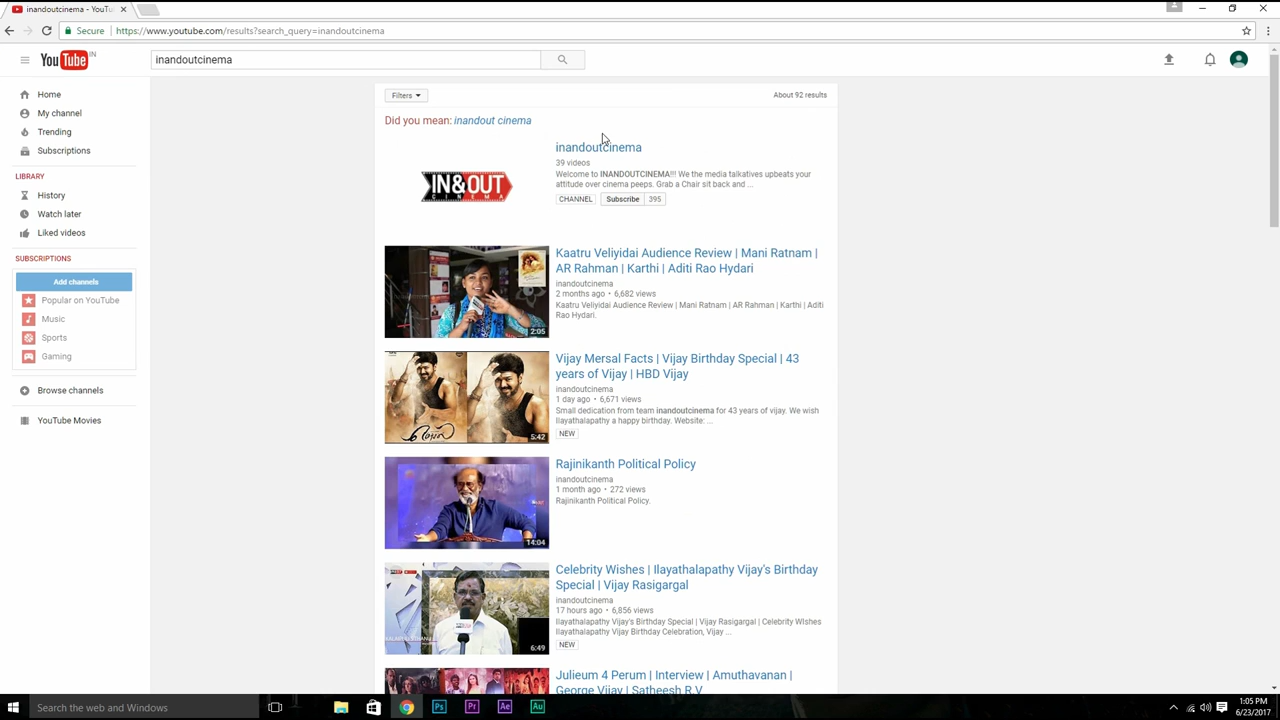 inandoutcinema - YouTu
Secure https://www.youtube.com/results?search_query=inandoutcinema
YouTube IN
inandoutcinema
Home
My channel
Trending
Subscriptions
LIBRARY
History
Watch later
Liked videos
SUBSCRIPTIONS
Add channels
Popular on YouTube
Music
Sports
Gaming
Browse channels
YouTube Movies
Filters
About 92 results
Did you mean: inandout cinema
IN&OUT
CINEMA
inandoutcinema
39 videos
Welcome to INANDOUTCINEMA!!! We the media talkatives upbeats your
attitude over cinema peeps. Grab a Chair sit back and ...
CHANNEL Subscribe 395
2:05
Kaatru Veliyidai Audience Review | Mani Ratnam |
AR Rahman | Karthi | Aditi Rao Hydari
inandoutcinema
2 months ago • 6,682 views
Kaatru Veliyidai Audience Review | Mani Ratnam | AR Rahman | Karthi | Aditi
Rao Hydari.
5:42
Vijay Mersal Facts | Vijay Birthday Special | 43
years of Vijay | HBD Vijay
inandoutcinema
1 day ago • 6,671 views
Small dedication from team inandoutcinema for 43 years of vijay. We wish
Ilayathalapathy a happy birthday. Website: ...
NEW
14:04
Rajinikanth Political Policy
inandoutcinema
1 month ago • 272 views
Rajinikanth Political Policy.
6:49
Celebrity Wishes | Ilayathalapathy Vijay's Birthday
Special | Vijay Rasigargal
inandoutcinema
17 hours ago • 6,856 views
Ilayathalapathy Vijay's Birthday Special | Vijay Rasigargal | Celebrity Wishes
Ilayathalapathy Vijay Birthday Celebration, Vijay ...
NEW
Julieum 4 Perum | Interview | Amuthavanan |
George Vijay | Satheesh R.V
Search the web and Windows
Ps
Pr
Ae
Au
1:05 PM
6/23/2017